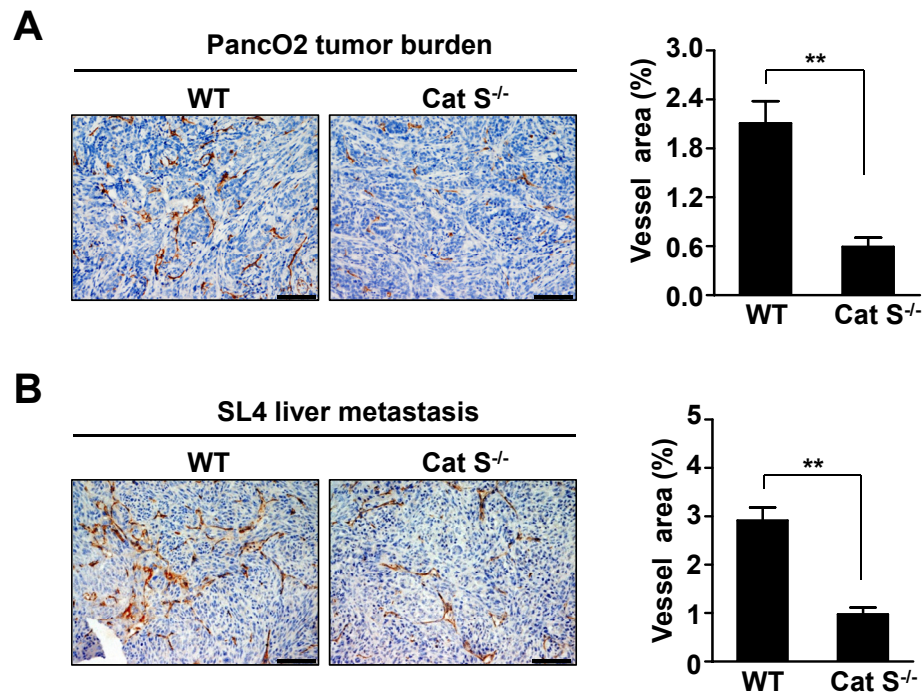 A
PancO2 tumor burden
WT
Cat S-/-
Vessel area (%)
3.0
2.4
1.8
1.2
0.6
0.0
**
WT
Cat S-/-
B
SL4 liver metastasis
WT
Cat S-/-
Vessel area (%)
5
4
3
2
1
0
**
WT
Cat S-/-